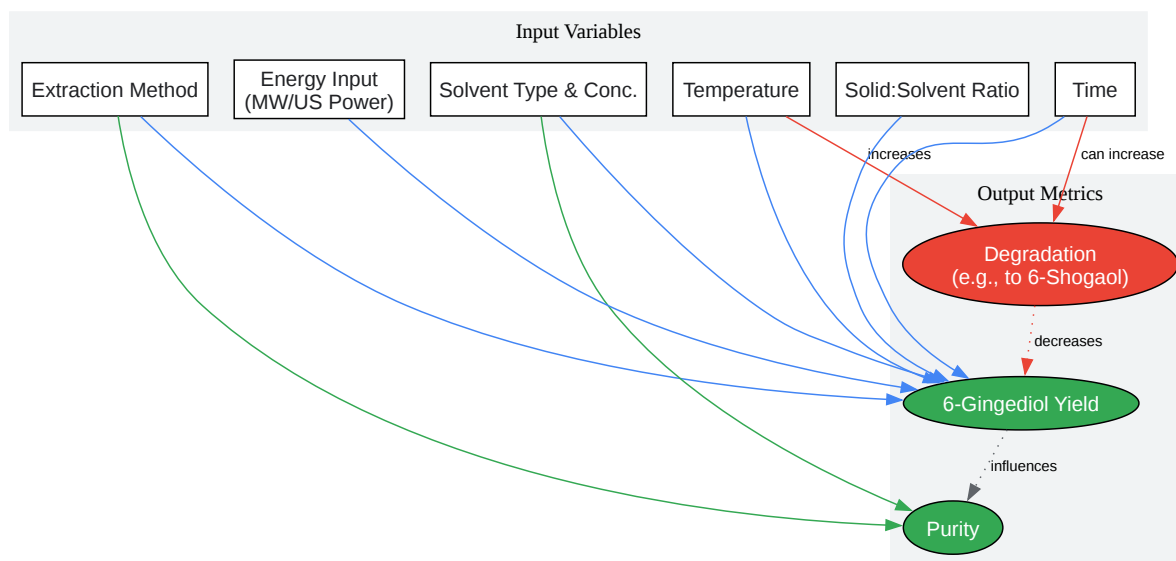 Input Variables
Extraction Method
Energy Input
(MW/US Power)
Solvent Type & Conc.
Temperature
Solid:Solvent Ratio
Time
increases
can increase
Output Metrics
Degradation
(e.g., to 6-Shogaol)
decreases
6-Gingediol Yield
influences
Purity